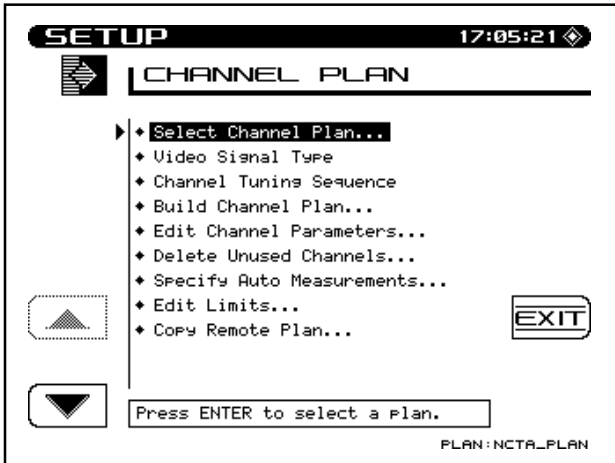 SETUP 17:05:21
CHANNEL PLAN
Select Channel Plan...
Video Signal Type
Channel Tuning Sequence
Build Channel Plan...
Edit Channel Parameters...
Delete Unused Channels...
Specify Auto Measurements...
Edit Limits...
Copy Remote Plan...
EXIT
Press ENTER to select a plan.
PLAN:NCTA_PLAN